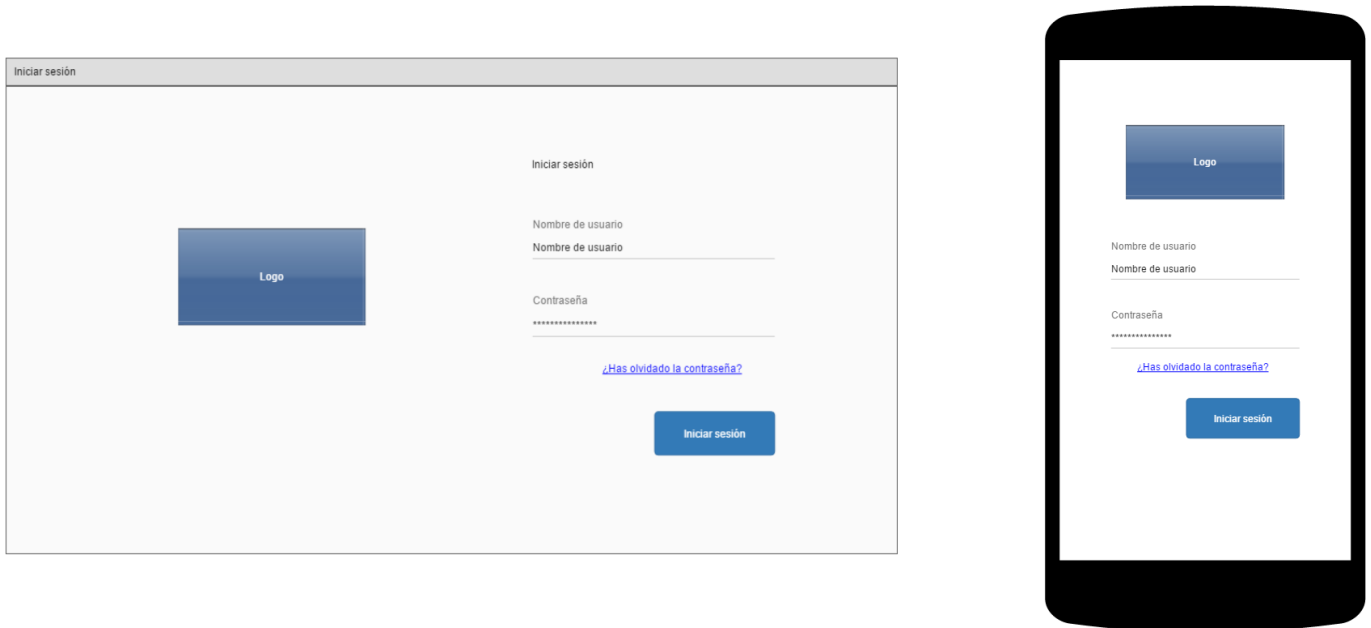 Iniciar sesión
Iniciar sesión
Nombre de usuario
Nombre de usuario
Logo
Contraseña
***************
¿Has olvidado la contraseña?
Iniciar sesión
Logo
Nombre de usuario
Nombre de usuario
Contraseña
***************
¿Has olvidado la contraseña?
Iniciar sesión